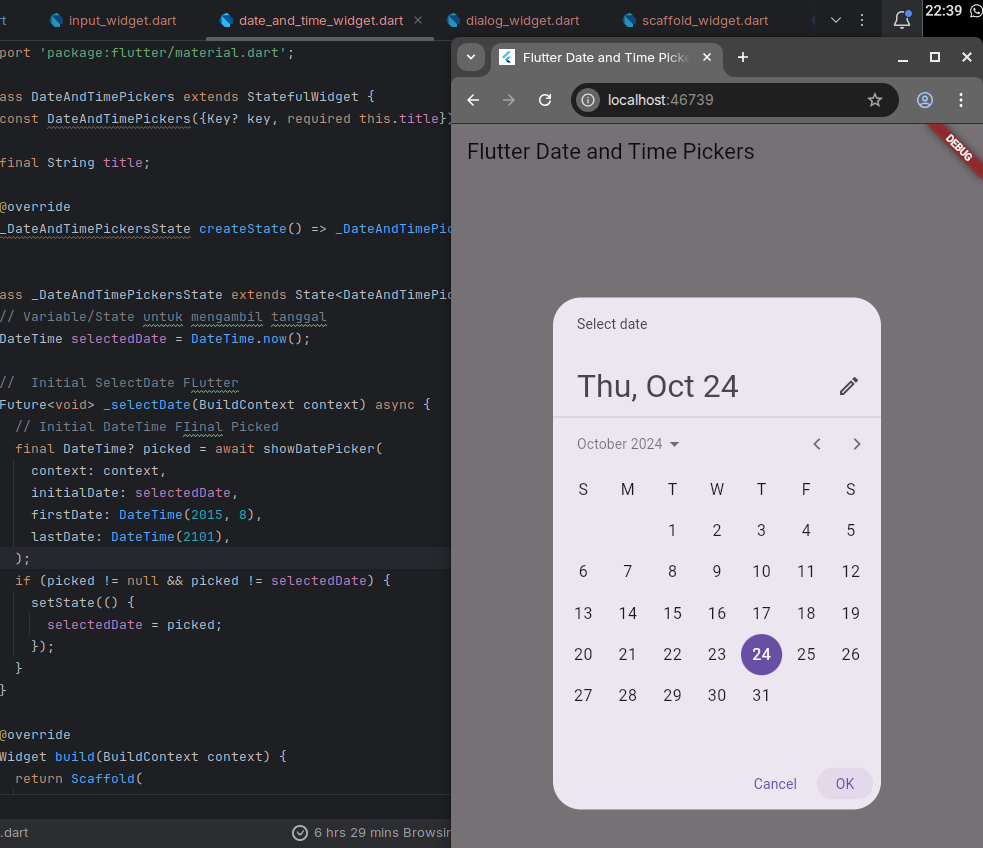 input_widget.dart
date_and_time_widget.dart
dialog_widget.dart
scaffold_widget.dart
22:39
port 'package:flutter/material.dart';
ass DateAndTimePickers extends StatefulWidget {
const DateAndTimePickers({Key? key, required this.title})
final String title;
@override
_DateAndTimePickersState createState() => _DateAndTimePic
ass _DateAndTimePickersState extends State<DateAndTimePic
// Variable/State untuk mengambil tanggal
DateTime selectedDate = DateTime.now();
// Initial SelectDate FLutter
Future<void> _selectDate(BuildContext context) async {
// Initial DateTime FIinal Picked
final DateTime? picked = await showDatePicker(
context: context,
initialDate: selectedDate,
firstDate: DateTime(2015, 8),
lastDate: DateTime(2101),
);
if (picked != null && picked != selectedDate) {
setState(() {
selectedDate = picked;
});
}
}
@override
Widget build(BuildContext context) {
return Scaffold(
.dart
6 hrs 29 mins Browsin
Flutter Date and Time Picke
localhost:46739
Flutter Date and Time Pickers
DEBUG
Select date
Thu, Oct 24
October 2024
S M T W T F S
1 2 3 4 5
6 7 8 9 10 11 12
13 14 15 16 17 18 19
20 21 22 23 24 25 26
27 28 29 30 31
Cancel OK